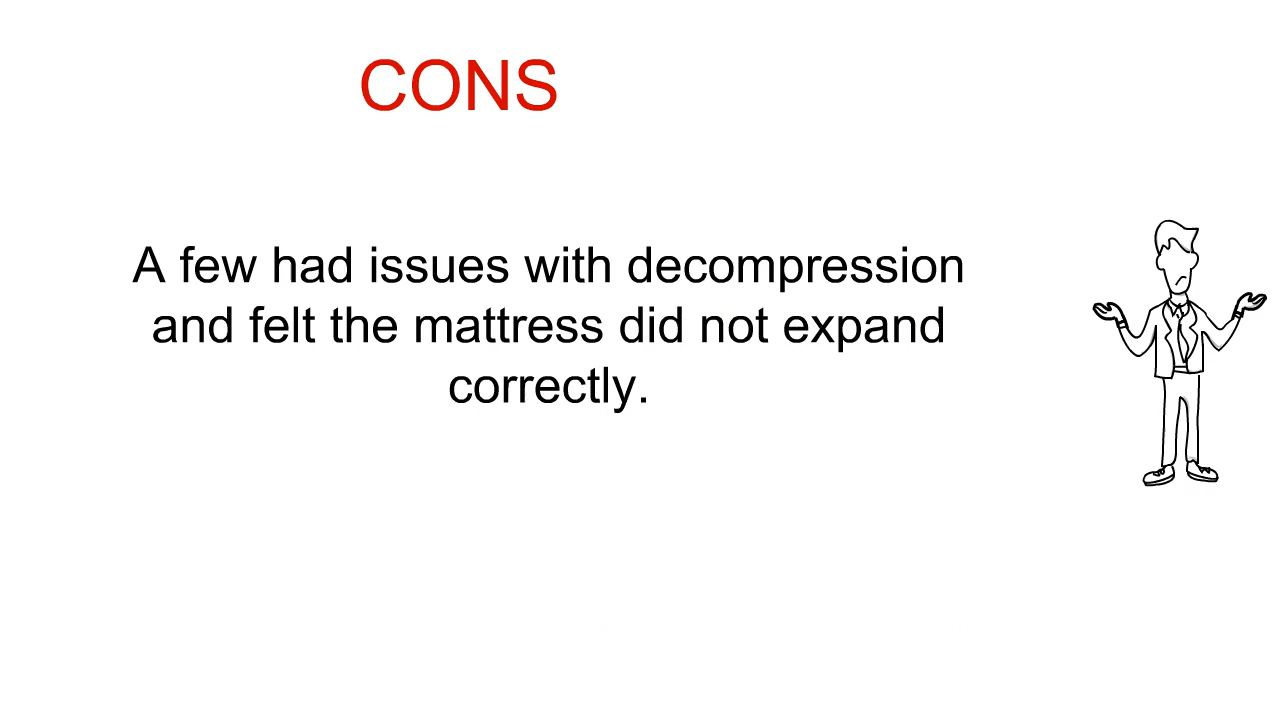 CONS
A few had issues with decompression
and felt the mattress did not expand
correctly.